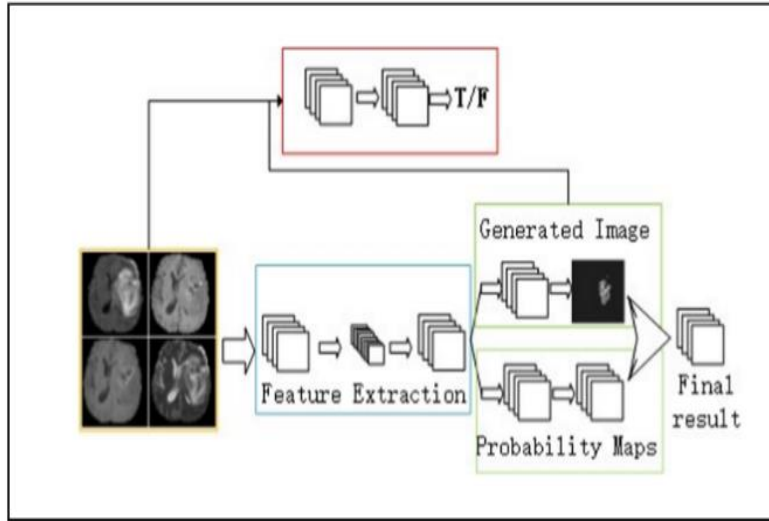 T/F
Generated Image
Feature Extraction
Probability Maps
Final
result